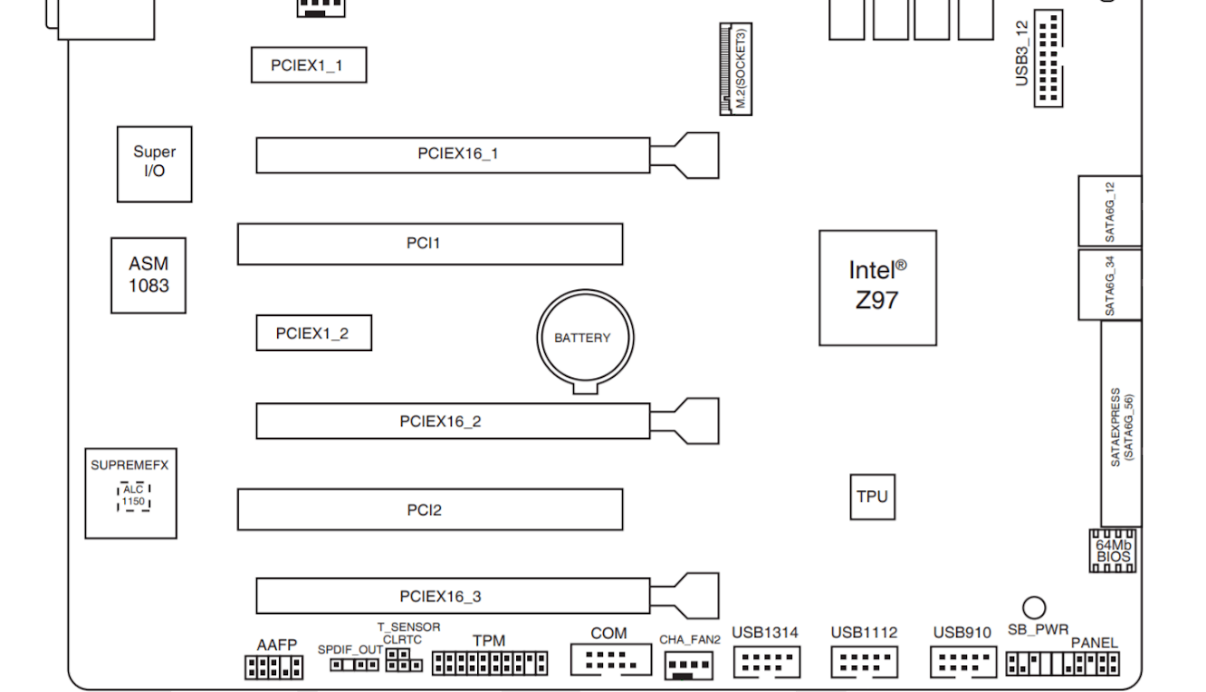 PCIEX1_1
M.2(SOCKET3)
USB3_12
Super
I/O
PCIEX16_1
SATA6G_12
PCI1
ASM
1083
Intel®
Z97
SATA6G_34
PCIEX1_2
BATTERY
PCIEX16_2
SATAEXPRESS
(SATA6G_56)
SUPREMEFX
ALC
1150
TPU
PCI2
64Mb
BIOS
PCIEX16_3
SB_PWR
T_SENSOR
CLRTC
AAFP
SPDIF_OUT
TPM
COM
CHA_FAN2
USB1314
USB1112
USB910
PANEL